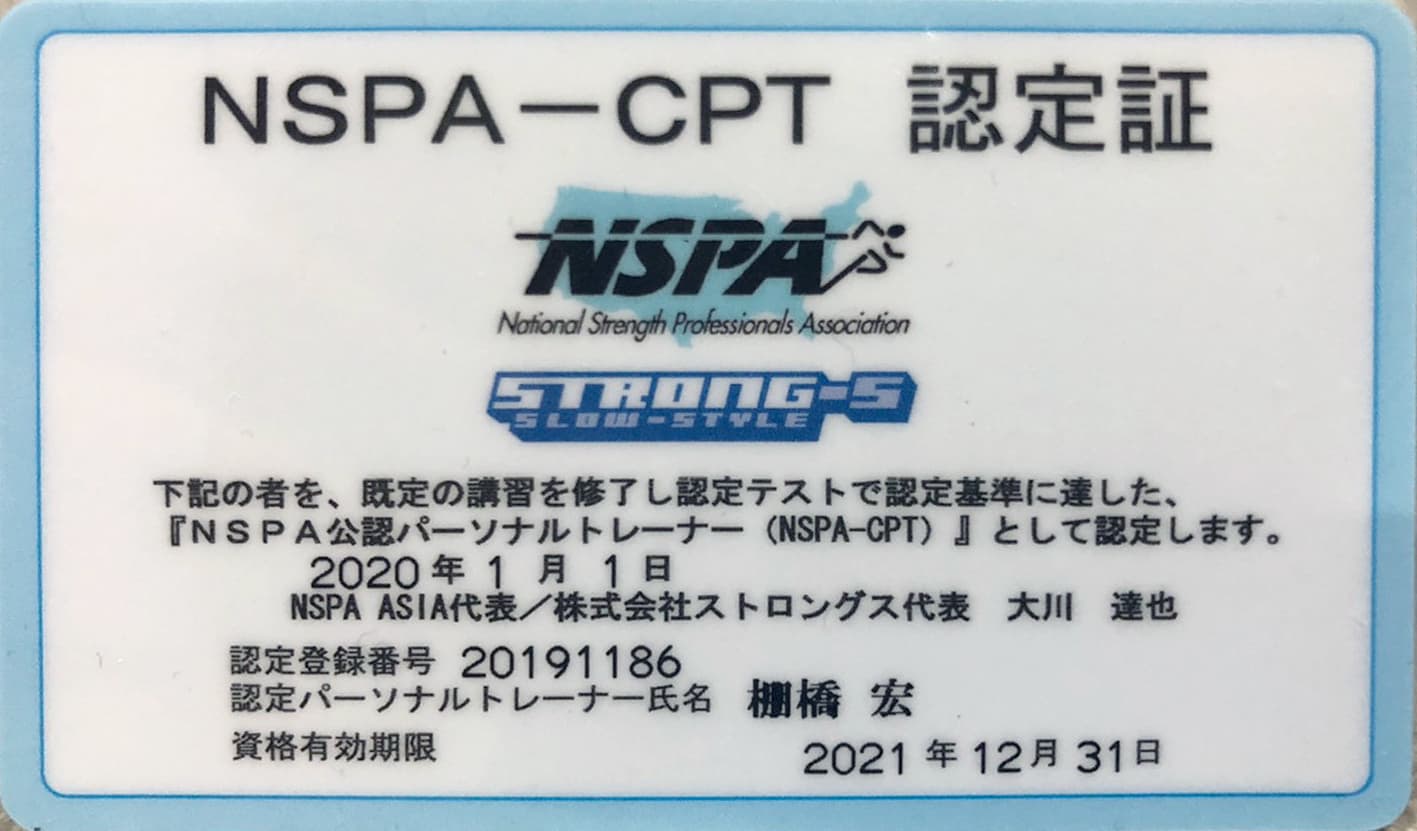 NSPA－CPT 認定証
NSPA
National Strength Professionals Association
STRONG-S
SLOW-STYLE
下記の者を、既定の講習を修了し認定テストで認定基準に達した、
『ＮＳＰＡ公認パーソナルトレーナー（NSPA-CPT）』として認定します。
2020 年 1 月 1 日
NSPA ASIA代表／株式会社ストロングス代表　大川　達也
認定登録番号 20191186
認定パーソナルトレーナー氏名 棚橋 宏
資格有効期限 2021 年 12 月 31 日